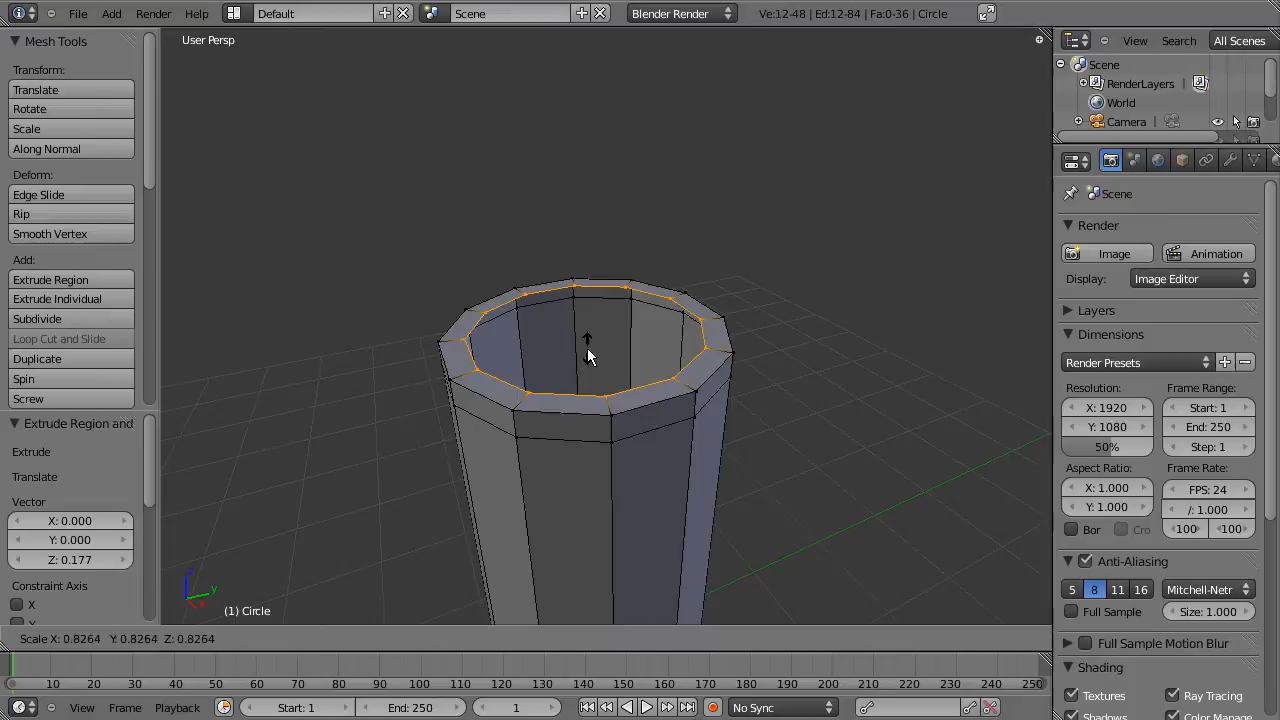 File Add Render Help Default Scene Blender Render Ve:12-48 | Ed:12-84 | Fa:0-36 | Circle
Mesh Tools
Transform:
Translate
Rotate
Scale
Along Normal
Deform:
Edge Slide
Rip
Smooth Vertex
Add:
Extrude Region
Extrude Individual
Subdivide
Loop Cut and Slide
Duplicate
Spin
Screw
Extrude Region and
Extrude
Translate
Vector
X: 0.000
Y: 0.000
Z: 0.177
Constraint Axis
X
User Persp
z
y
x
(1) Circle
Scale X: 0.8264 Y: 0.8264 Z: 0.8264
0 10 20 30 40 50 60 70 80 90 100 110 120 130 140 150 160 170 180 190 200 210 220 230 240 250
View Frame Playback Start: 1 End: 250 1 No Sync
View Search All Scenes
Scene
RenderLayers |
World
Camera |
Scene
Render
Image Animation
Display: Image Editor
Layers
Dimensions
Render Presets
Resolution: Frame Range:
X: 1920 Start: 1
Y: 1080 End: 250
50% Step: 1
Aspect Ratio: Frame Rate:
X: 1.000 FPS: 24
Y: 1.000 /: 1.000
Bor Cro 100 100
Anti-Aliasing
5 8 11 16 Mitchell-Netr
Full Sample Size: 1.000
Full Sample Motion Blur
Shading
Textures Ray Tracing
Shadows Color Manage